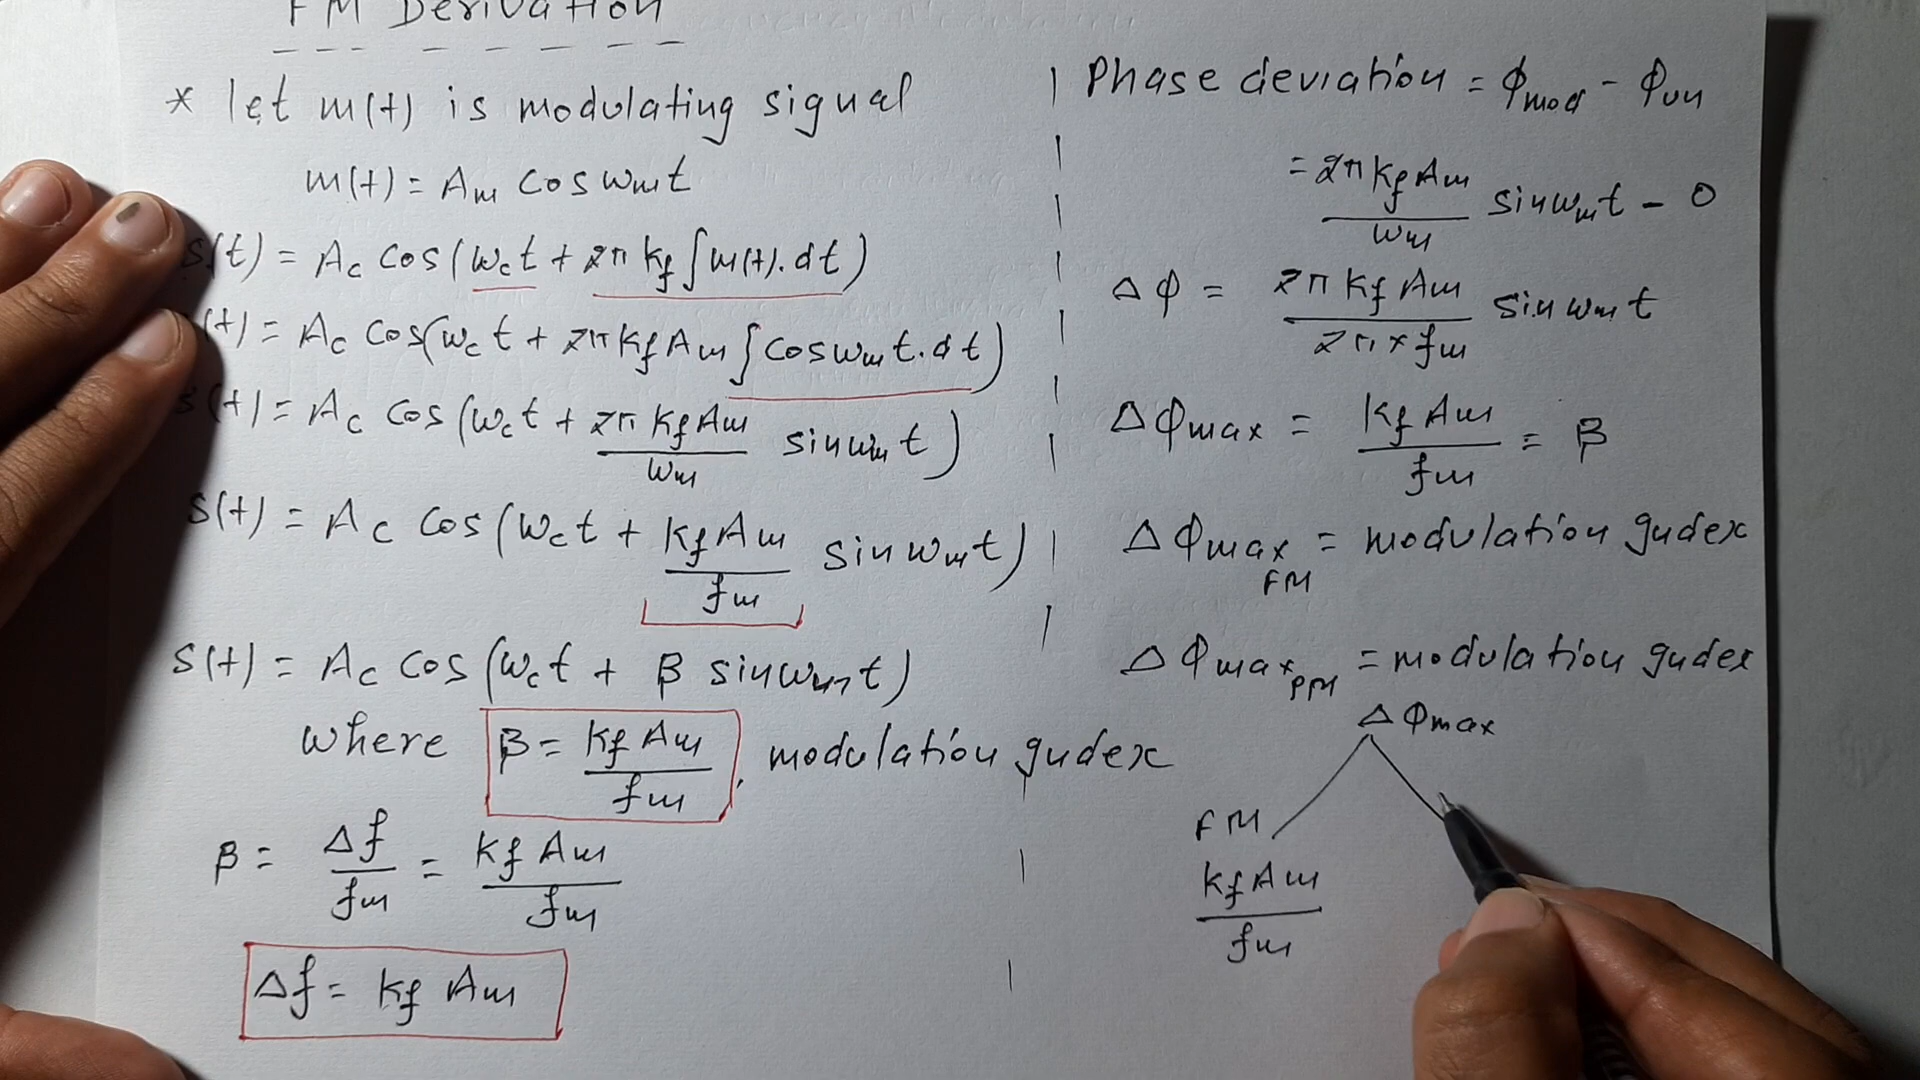 FM Derivation
* let m(t) is modulating signal
m(t) = Am cos ωmt
s(t) = Ac cos(ωct + 2π kf ∫m(t).dt)
(t) = Ac cos(ωct + 2π kf Am ∫cos ωmt.dt)
s(t) = Ac cos(ωct + 2π kf Am / ωm sin ωmt)
s(t) = Ac cos(ωct + kf Am / fm sin ωmt)
s(t) = Ac cos(ωct + β sin ωmt)
where β = kf Am / fm, modulation index
β = Δf / fm = kf Am / fm
Δf = kf Am
Phase deviation = ϕmod - ϕun
= 2π kf Am / ωm sin ωmt - 0
Δϕ = 2π kf Am / 2π × fm sin ωmt
Δϕmax = kf Am / fm = β
Δϕmax FM = modulation index
Δϕmax PM = modulation index
Δϕmax
FM
kf Am / fm